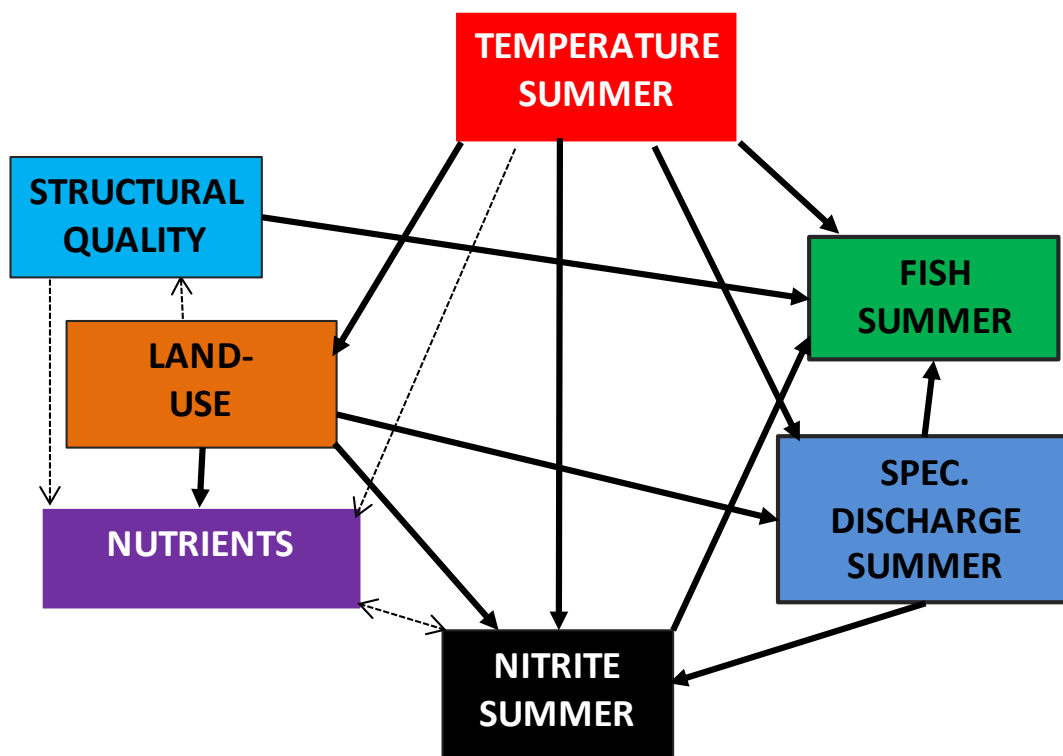 TEMPERATURE
SUMMER
STRUCTURAL
QUALITY
FISH
SUMMER
LAND-
USE
SPEC.
DISCHARGE
SUMMER
NUTRIENTS
NITRITE
SUMMER